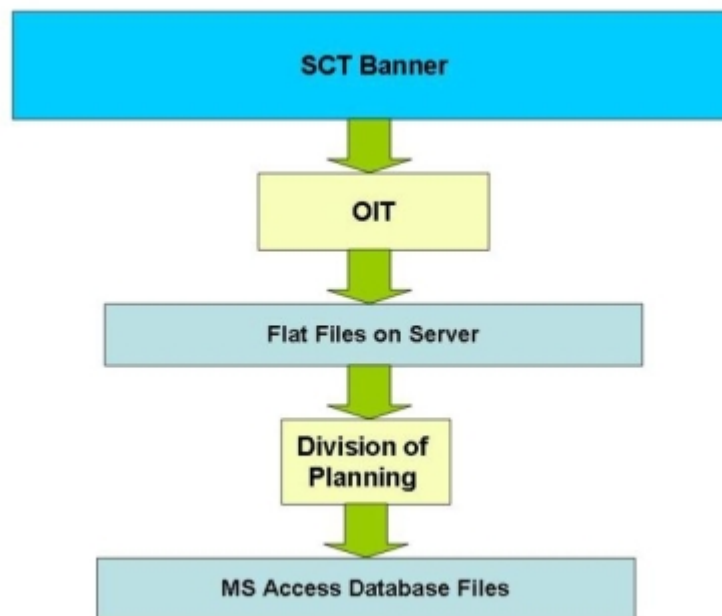 SCT Banner
OIT
Flat Files on Server
Division of
Planning
MS Access Database Files